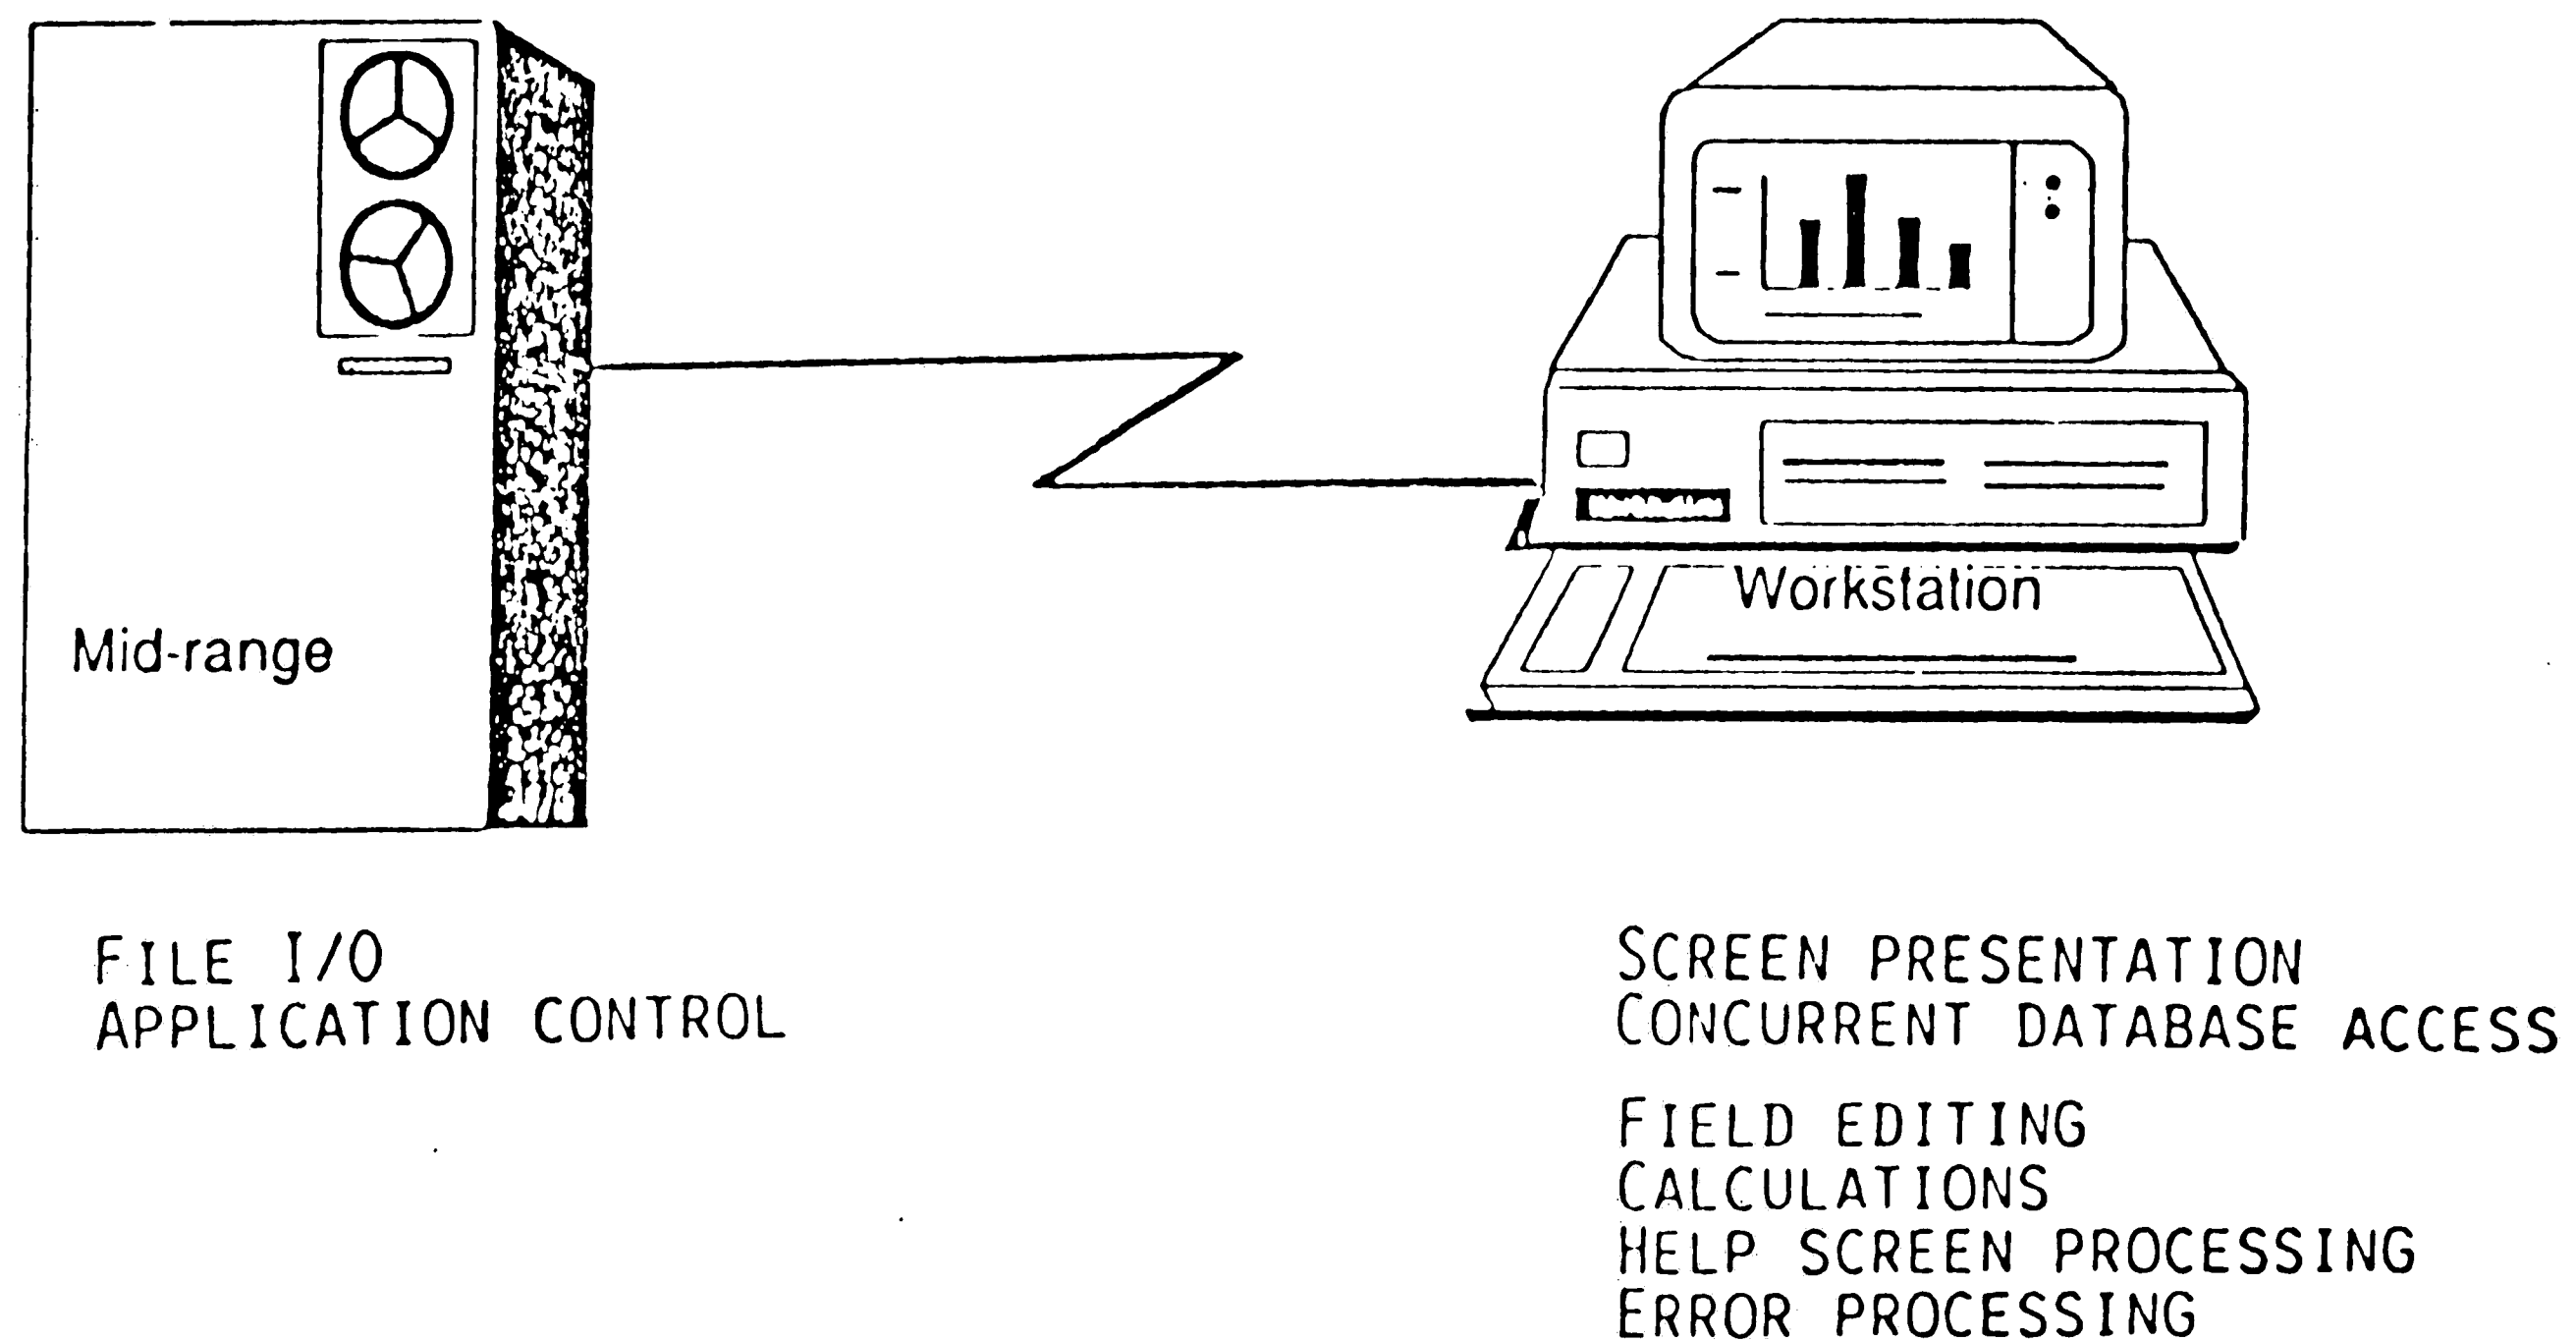 Mid-range
Workstation
FILE I/O
APPLICATION CONTROL
SCREEN PRESENTATION
CONCURRENT DATABASE ACCESS
FIELD EDITING
CALCULATIONS
HELP SCREEN PROCESSING
ERROR PROCESSING